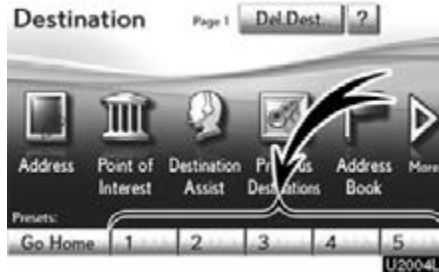 Destination Page 1 Del.Dest. ?
Address Point of Interest Destination Assist Destinations Address Book More
Presets:
Go Home 1 2 3 4 5
U2004L